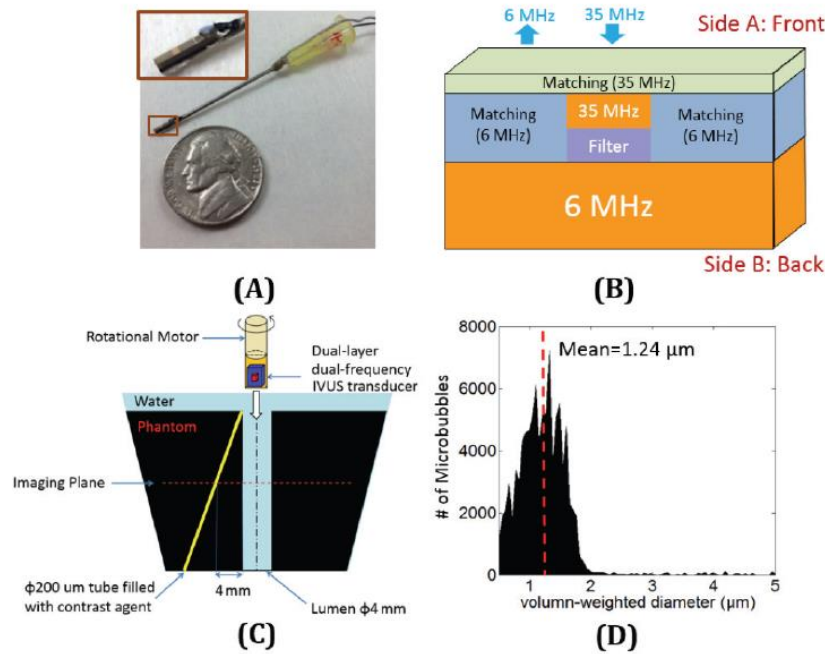 (A)
6 MHz
35 MHz
Side A: Front
Matching (35 MHz)
Matching
(6 MHz)
35 MHz
Filter
Matching
(6 MHz)
6 MHz
Side B: Back
(B)
Rotational Motor
Dual-layer
dual-frequency
IVUS transducer
Water
Phantom
Imaging Plane
4 mm
ϕ200 um tube filled
with contrast agent
Lumen ϕ4 mm
(C)
8000
6000
4000
2000
0
# of Microbubbles
Mean=1.24 μm
1
2
3
4
5
volumn-weighted diameter (μm)
(D)